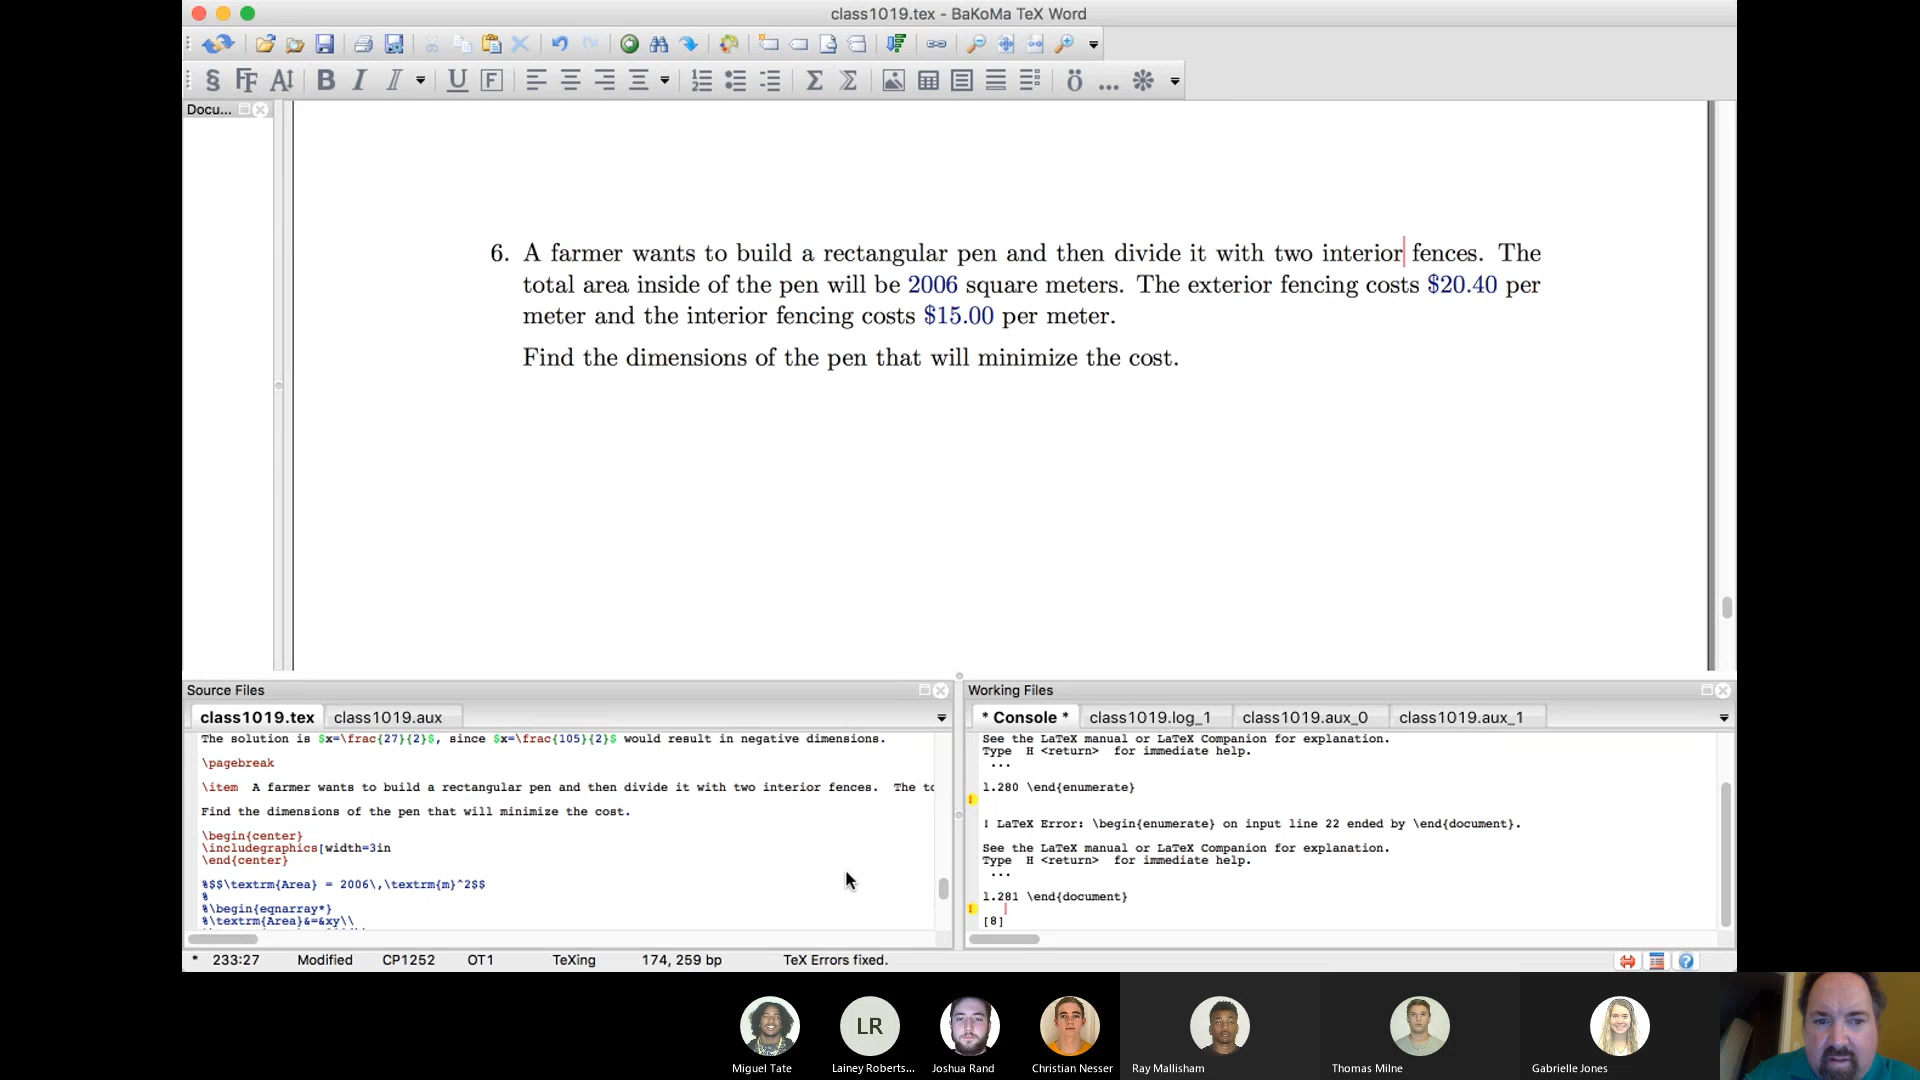 class1019.tex - BaKoMa TeX Word
Docu...
6. A farmer wants to build a rectangular pen and then divide it with two interior fences. The
total area inside of the pen will be 2006 square meters. The exterior fencing costs $20.40 per
meter and the interior fencing costs $15.00 per meter.
Find the dimensions of the pen that will minimize the cost.
Source Files
class1019.tex class1019.aux
The solution is $x=\frac{27}{2}$, since $x=\frac{105}{2}$ would result in negative dimensions.
\pagebreak
\item A farmer wants to build a rectangular pen and then divide it with two interior fences. The to
Find the dimensions of the pen that will minimize the cost.
\begin{center}
\includegraphics[width=3in
\end{center}
%$$\textrm{Area} = 2006\,\textrm{m}^2$$
%
%\begin{eqnarray*}
%\textrm{Area}&=&xy\\
Working Files
* Console * class1019.log_1 class1019.aux_0 class1019.aux_1
See the LaTeX manual or LaTeX Companion for explanation.
Type H <return> for immediate help.
...
l.280 \end{enumerate}
! LaTeX Error: \begin{enumerate} on input line 22 ended by \end{document}.
See the LaTeX manual or LaTeX Companion for explanation.
Type H <return> for immediate help.
...
l.281 \end{document}
[8]
* 233:27 Modified CP1252 OT1 TeXing 174, 259 bp TeX Errors fixed.
LR
Miguel Tate Lainey Roberts... Joshua Rand Christian Nesser Ray Mallisham Thomas Milne Gabrielle Jones